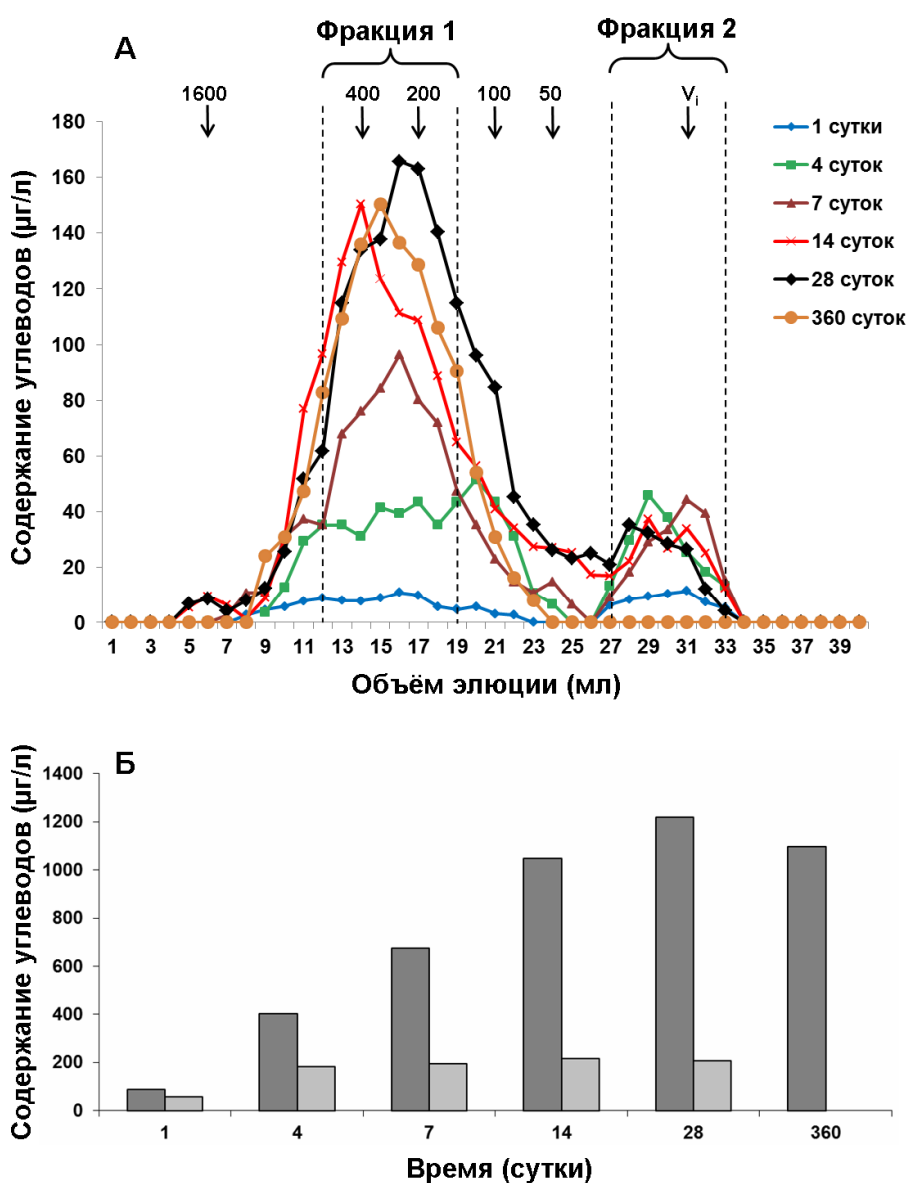 А
Фракция 1
Фракция 2
1600
400
200
100
50
Vi
180
160
140
120
100
80
60
40
20
0
Содержание углеводов (µг/л)
1 3 5 7 9 11 13 15 17 19 21 23 25 27 29 31 33 35 37 39
Объём элюции (мл)
1 сутки
4 суток
7 суток
14 суток
28 суток
360 суток
Б
1400
1200
1000
800
600
400
200
0
Содержание углеводов (µг/л)
1 4 7 14 28 360
Время (сутки)